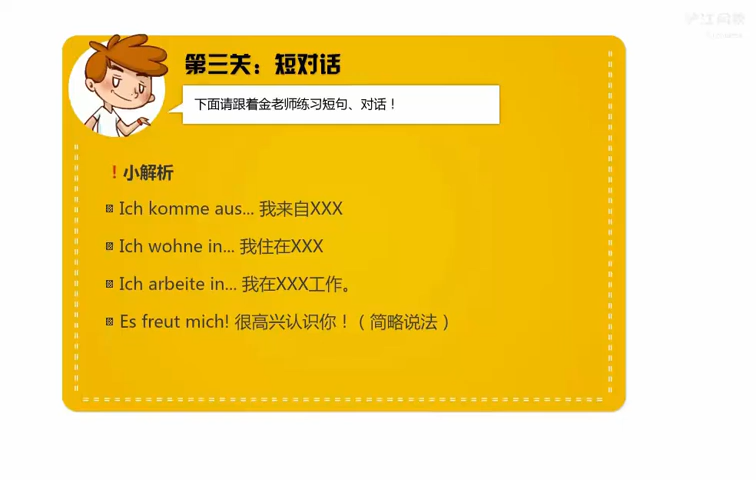 第三关：短对话
下面请跟着金老师练习短句、对话！
！小解析
Ich komme aus... 我来自XXX
Ich wohne in... 我住在XXX
Ich arbeite in... 我在XXX工作。
Es freut mich! 很高兴认识你！（简略说法）